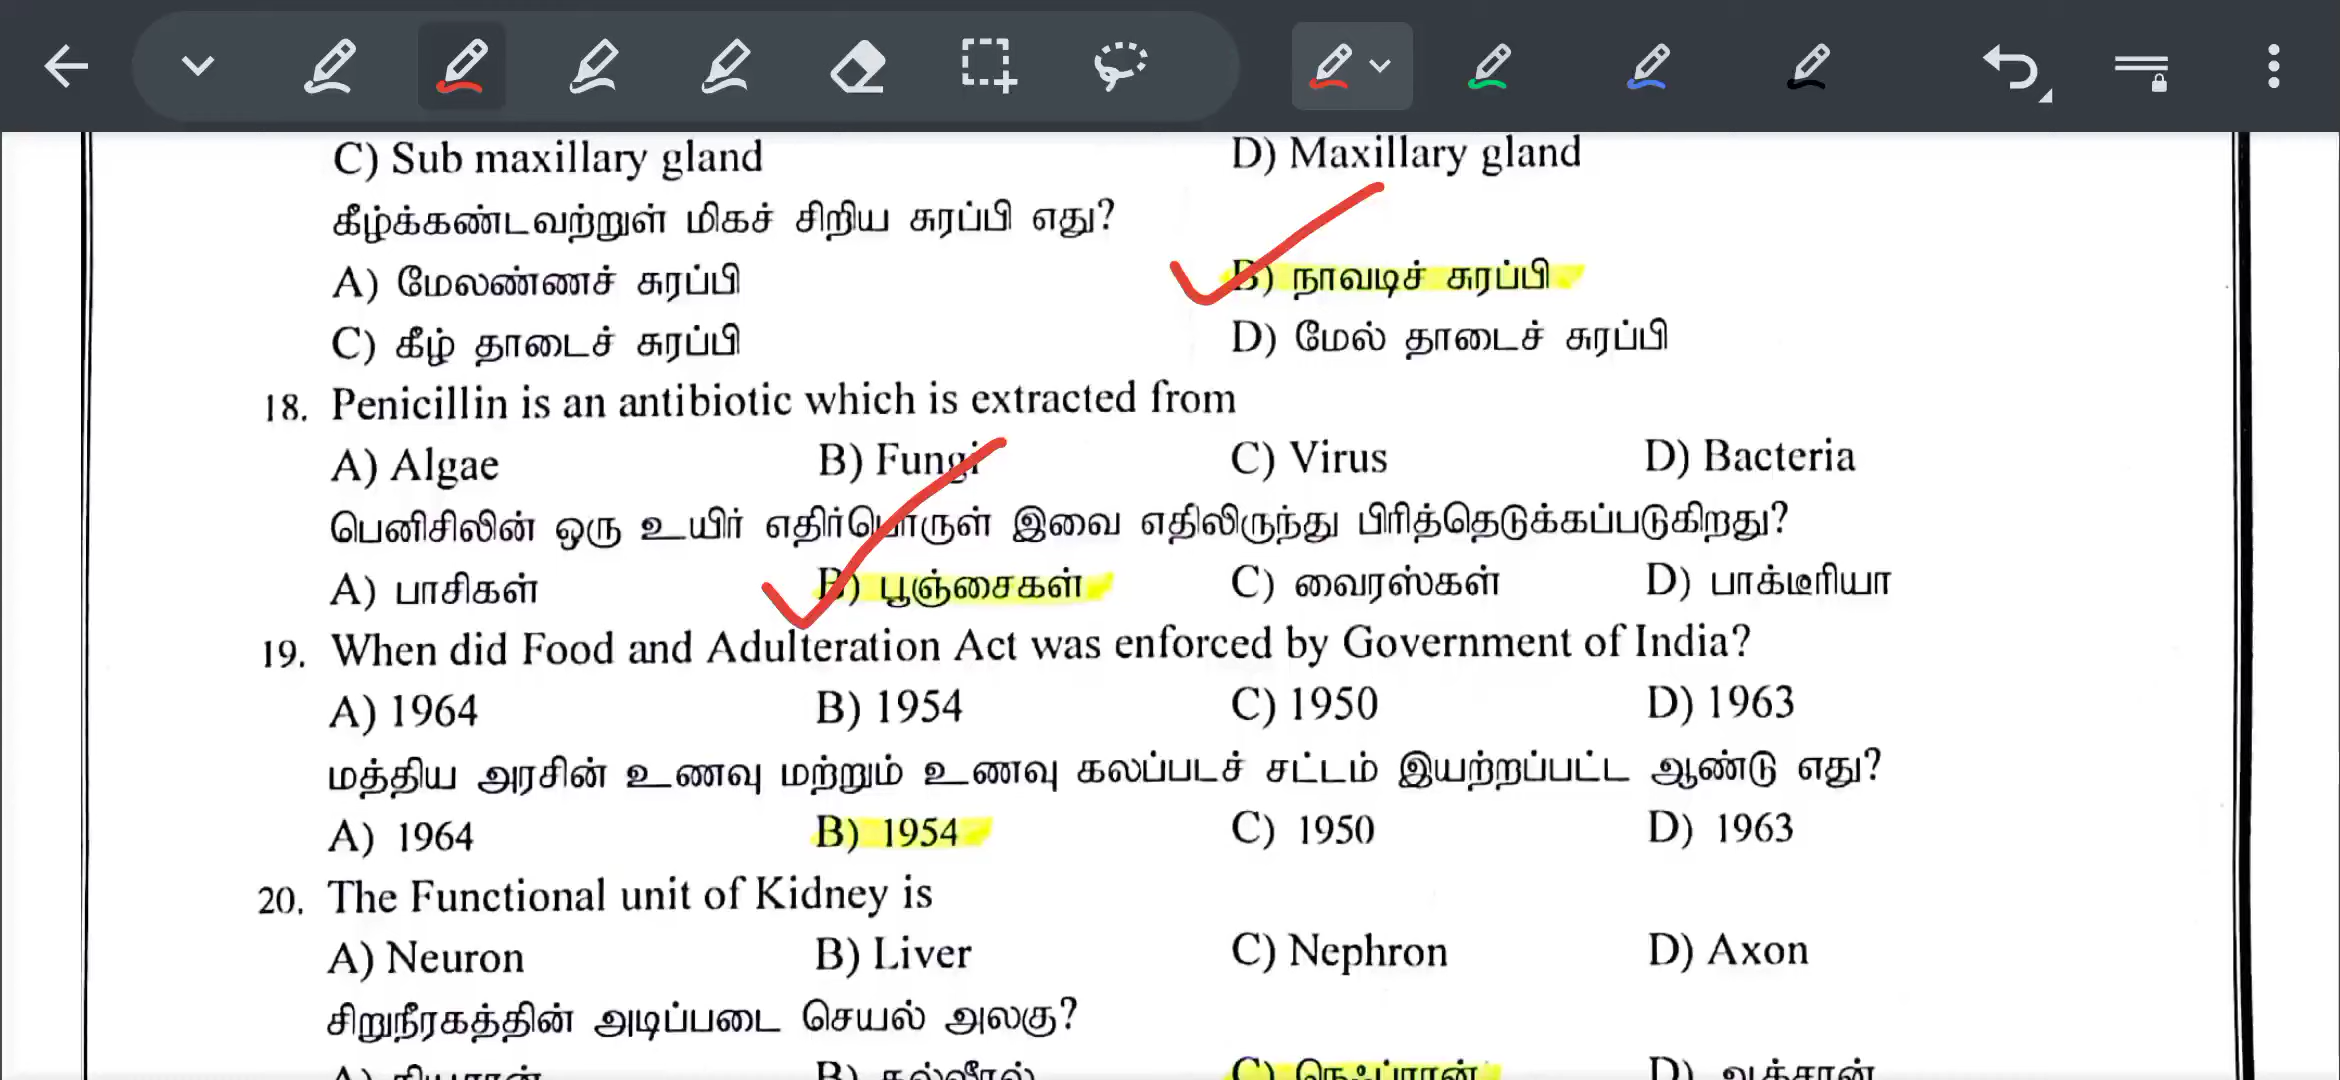 C) Sub maxillary gland D) Maxillary gland
கீழ்க்கண்டவற்றுள் மிகச் சிறிய சுரப்பி எது?
A) மேலண்ணச் சுரப்பி B) நாவடிச் சுரப்பி
C) கீழ் தாடைச் சுரப்பி D) மேல் தாடைச் சுரப்பி
18. Penicillin is an antibiotic which is extracted from
A) Algae B) Fungi C) Virus D) Bacteria
பெனிசிலின் ஒரு உயிர் எதிர்பொருள் இவை எதிலிருந்து பிரித்தெடுக்கப்படுகிறது?
A) பாசிகள் B) பூஞ்சைகள் C) வைரஸ்கள் D) பாக்டீரியா
19. When did Food and Adulteration Act was enforced by Government of India?
A) 1964 B) 1954 C) 1950 D) 1963
மத்திய அரசின் உணவு மற்றும் உணவு கலப்படச் சட்டம் இயற்றப்பட்ட ஆண்டு எது?
A) 1964 B) 1954 C) 1950 D) 1963
20. The Functional unit of Kidney is
A) Neuron B) Liver C) Nephron D) Axon
சிறுநீரகத்தின் அடிப்படை செயல் அலகு?
A) நியூரான் B) கல்லீரல் C) நெஃப்ரான் D) அக்சான்